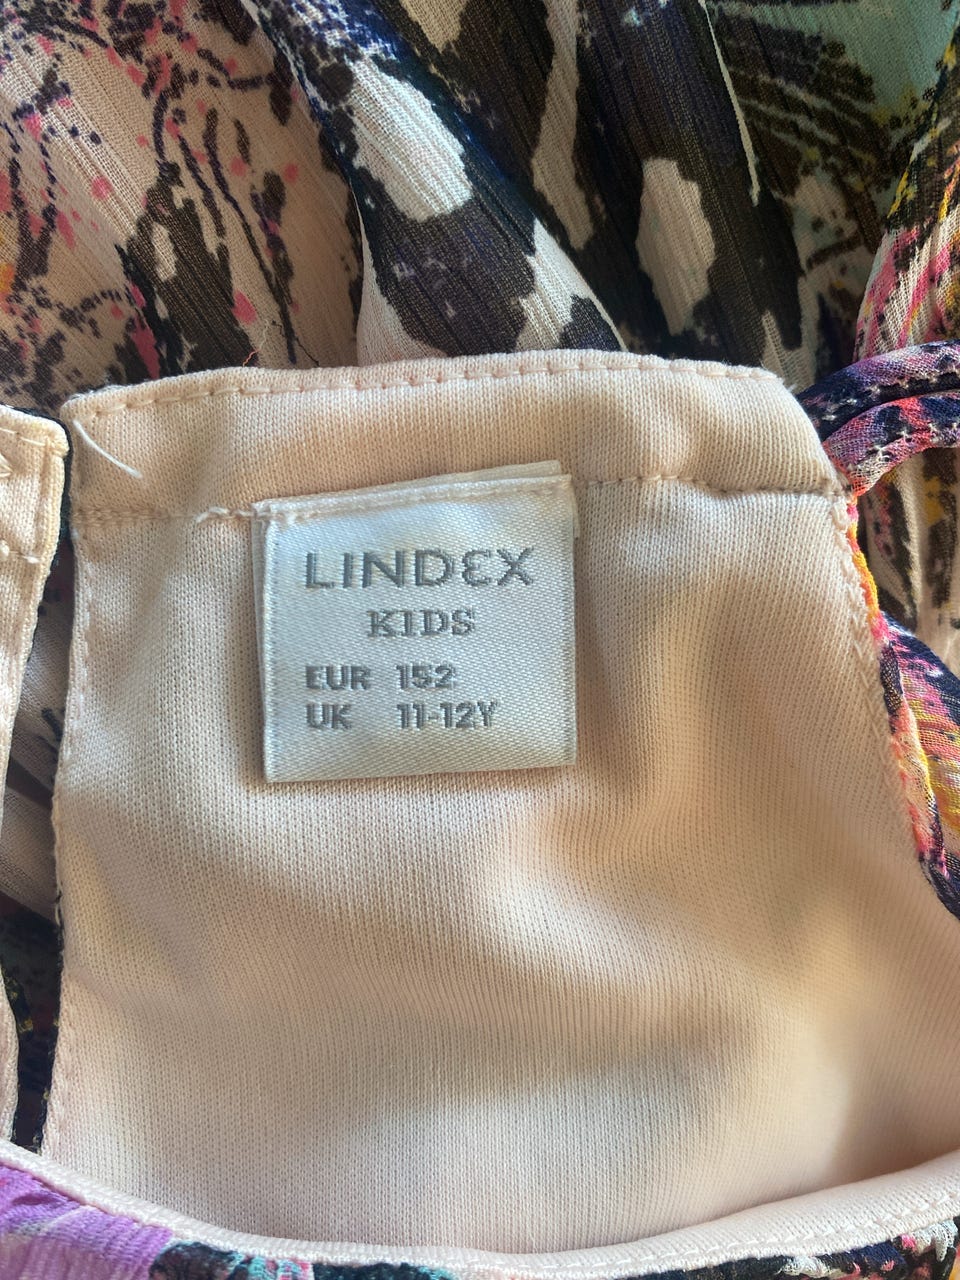 LINDEX
KIDS
EUR 152
UK 11-12Y